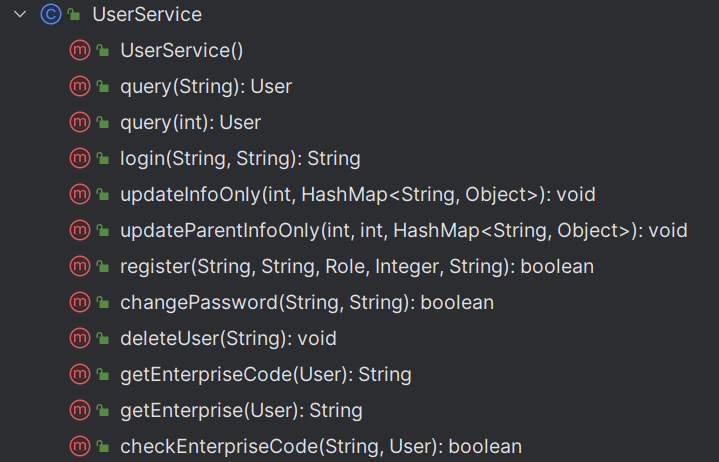 UserService
UserService()
query(String): User
query(int): User
login(String, String): String
updateInfoOnly(int, HashMap<String, Object>): void
updateParentInfoOnly(int, int, HashMap<String, Object>): void
register(String, String, Role, Integer, String): boolean
changePassword(String, String): boolean
deleteUser(String): void
getEnterpriseCode(User): String
getEnterprise(User): String
checkEnterpriseCode(String, User): boolean